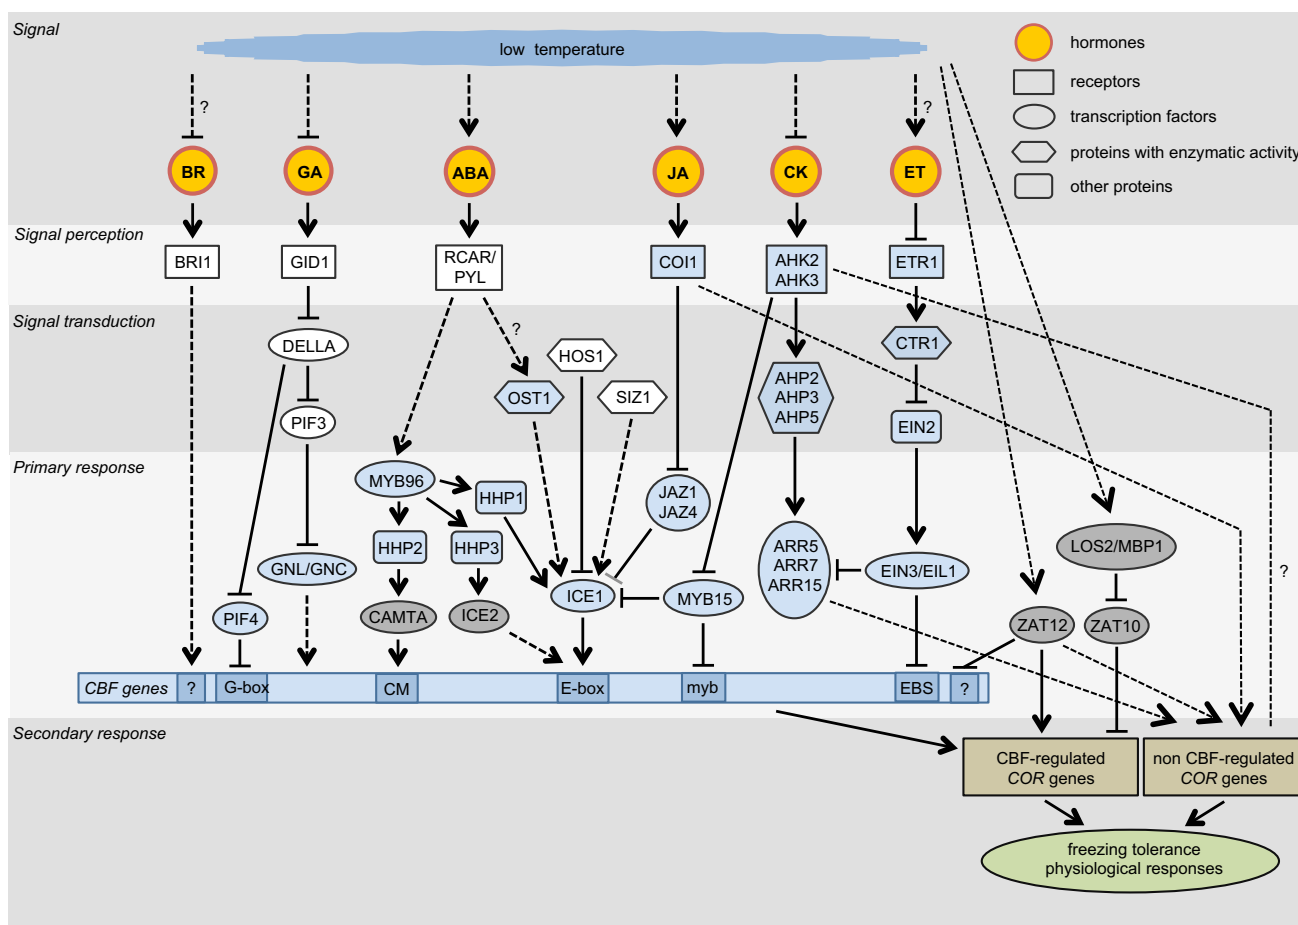 Signal
low temperature
hormones
receptors
transcription factors
proteins with enzymatic activity
other proteins
?
?
BR
GA
ABA
JA
CK
ET
Signal perception
BRI1
GID1
RCAR/
PYL
COI1
AHK2
AHK3
ETR1
Signal transduction
?
DELLA
HOS1
CTR1
OST1
SIZ1
AHP2
AHP3
AHP5
PIF3
EIN2
Primary response
MYB96
HHP1
JAZ1
JAZ4
HHP2
HHP3
LOS2/MBP1
ARR5
ARR7
ARR15
GNL/GNC
EIN3/EIL1
?
ICE1
MYB15
PIF4
CAMTA
ICE2
ZAT12
ZAT10
CBF genes
?
G-box
CM
E-box
myb
EBS
?
Secondary response
CBF-regulated
COR genes
non CBF-regulated
COR genes
freezing tolerance
physiological responses